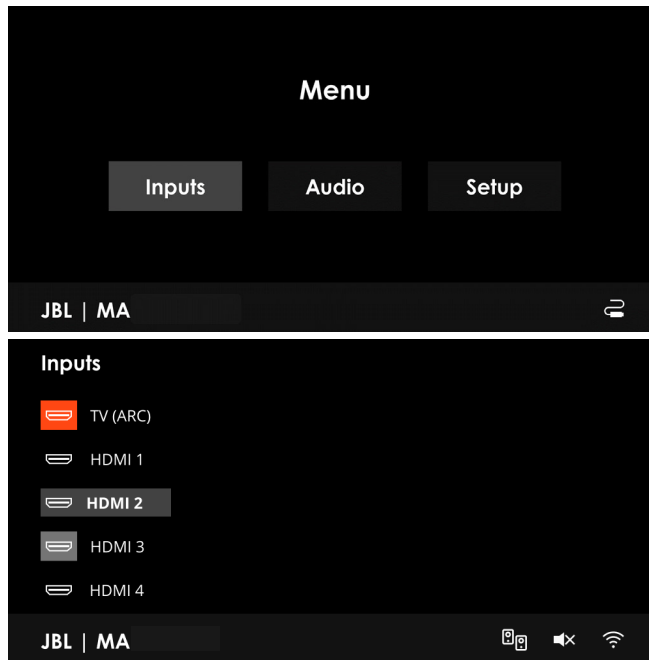 Menu
Inputs Audio Setup
JBL | MA
Inputs
TV (ARC)
HDMI 1
HDMI 2
HDMI 3
HDMI 4
JBL | MA